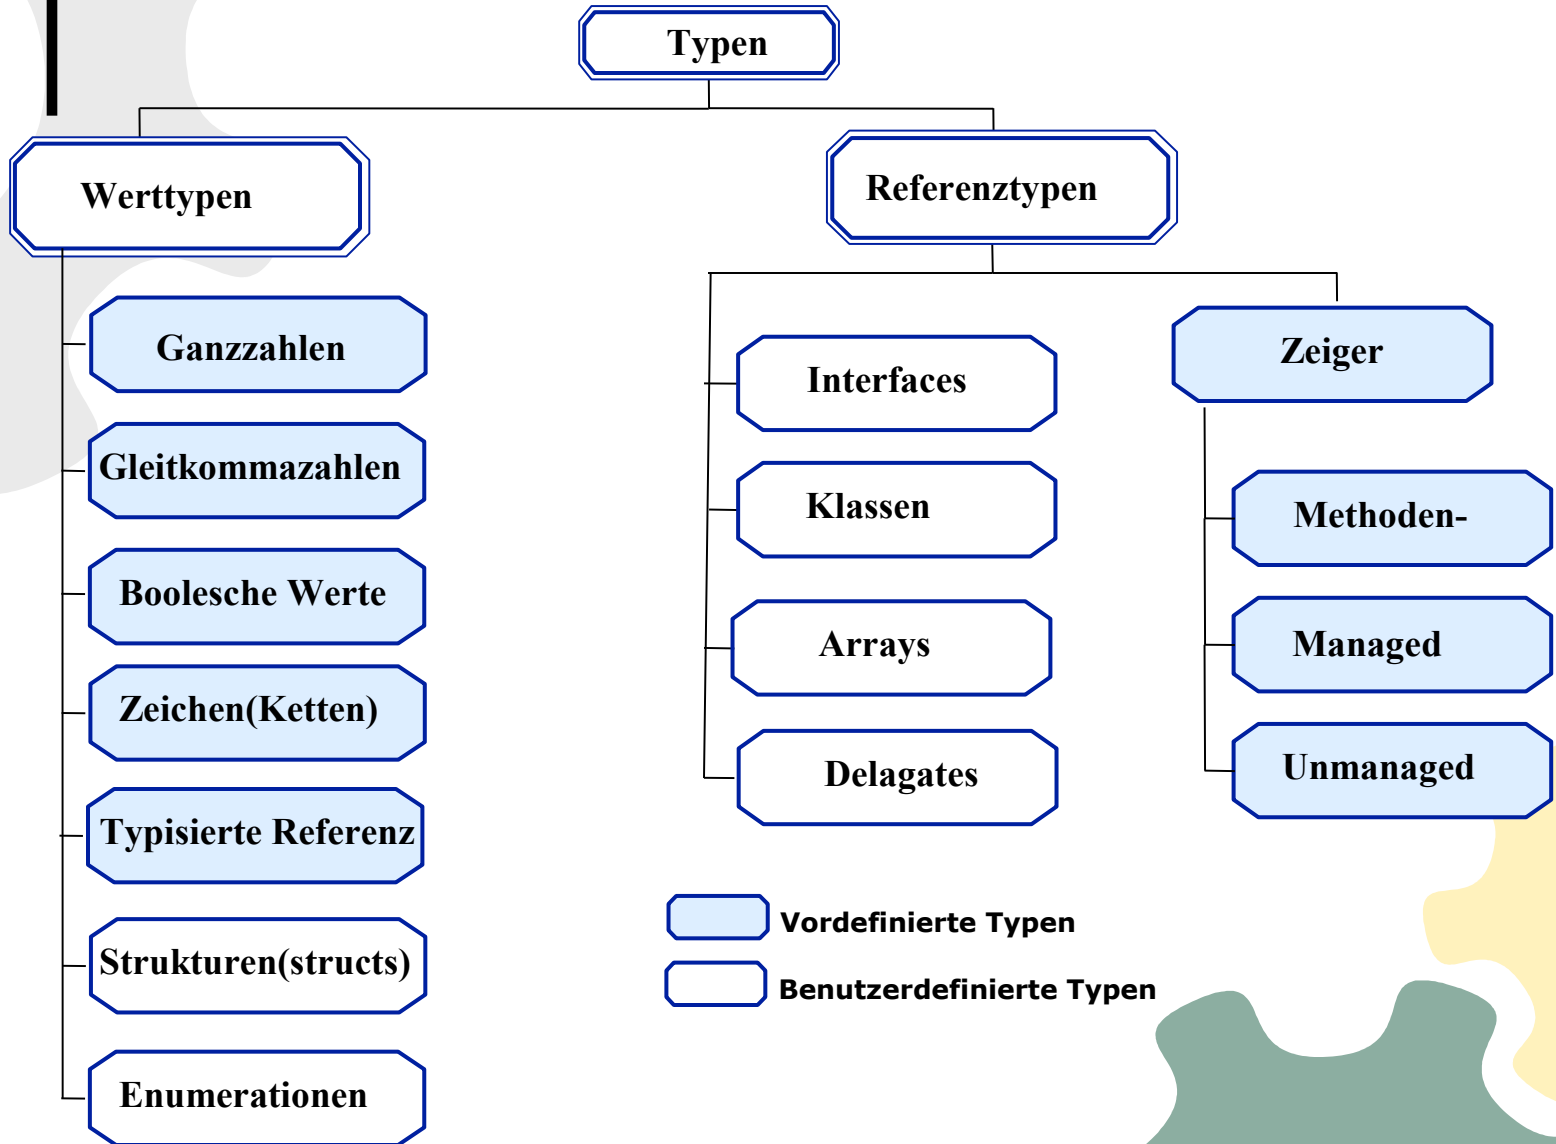 Typen
Werttypen
Referenztypen
Ganzzahlen
Gleitkommazahlen
Boolesche Werte
Zeichen(Ketten)
Typisierte Referenz
Strukturen(structs)
Enumerationen
Interfaces
Klassen
Arrays
Delagates
Zeiger
Methoden-
Managed
Unmanaged
Vordefinierte Typen
Benutzerdefinierte Typen